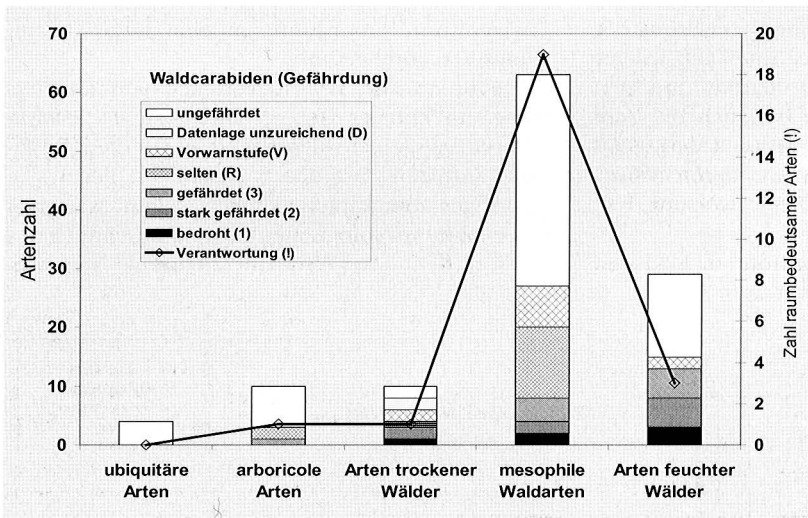 Waldcarabiden (Gefährdung)
ungefährdet
Datenlage unzureichend (D)
Vorwarnstufe(V)
selten (R)
gefährdet (3)
stark gefährdet (2)
bedroht (1)
Verantwortung (!)
Artenzahl
70
60
50
40
30
20
10
0
Zahl raumbedeutsamer Arten (!)
20
18
16
14
12
10
8
6
4
2
0
ubiquitäre
Arten
arboricole
Arten
Arten trockener
Wälder
mesophile
Waldarten
Arten feuchter
Wälder